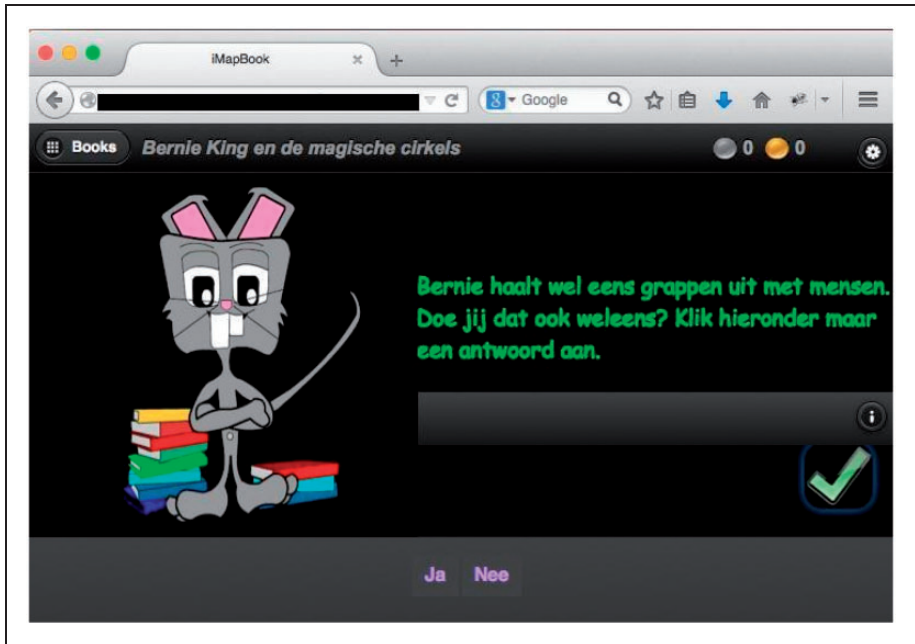 iMapBook
Google
Books
Bernie King en de magische cirkels
0 0
Bernie haalt wel eens grappen uit met mensen.
Doe jij dat ook weleens? Klik hieronder maar
een antwoord aan.
Ja Nee